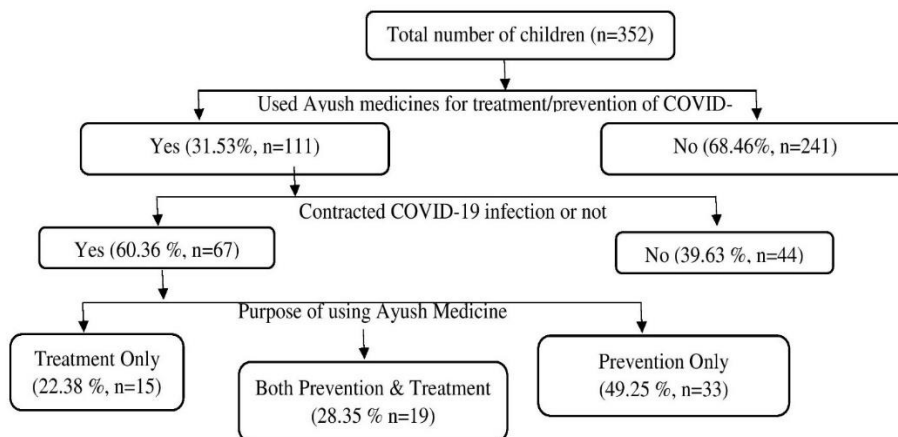 Total number of children (n=352)
Used Ayush medicines for treatment/prevention of COVID-
Yes (31.53%, n=111)
No (68.46%, n=241)
Contracted COVID-19 infection or not
Yes (60.36 %, n=67)
No (39.63 %, n=44)
Purpose of using Ayush Medicine
Treatment Only
(22.38 %, n=15)
Both Prevention & Treatment
(28.35 % n=19)
Prevention Only
(49.25 %, n=33)